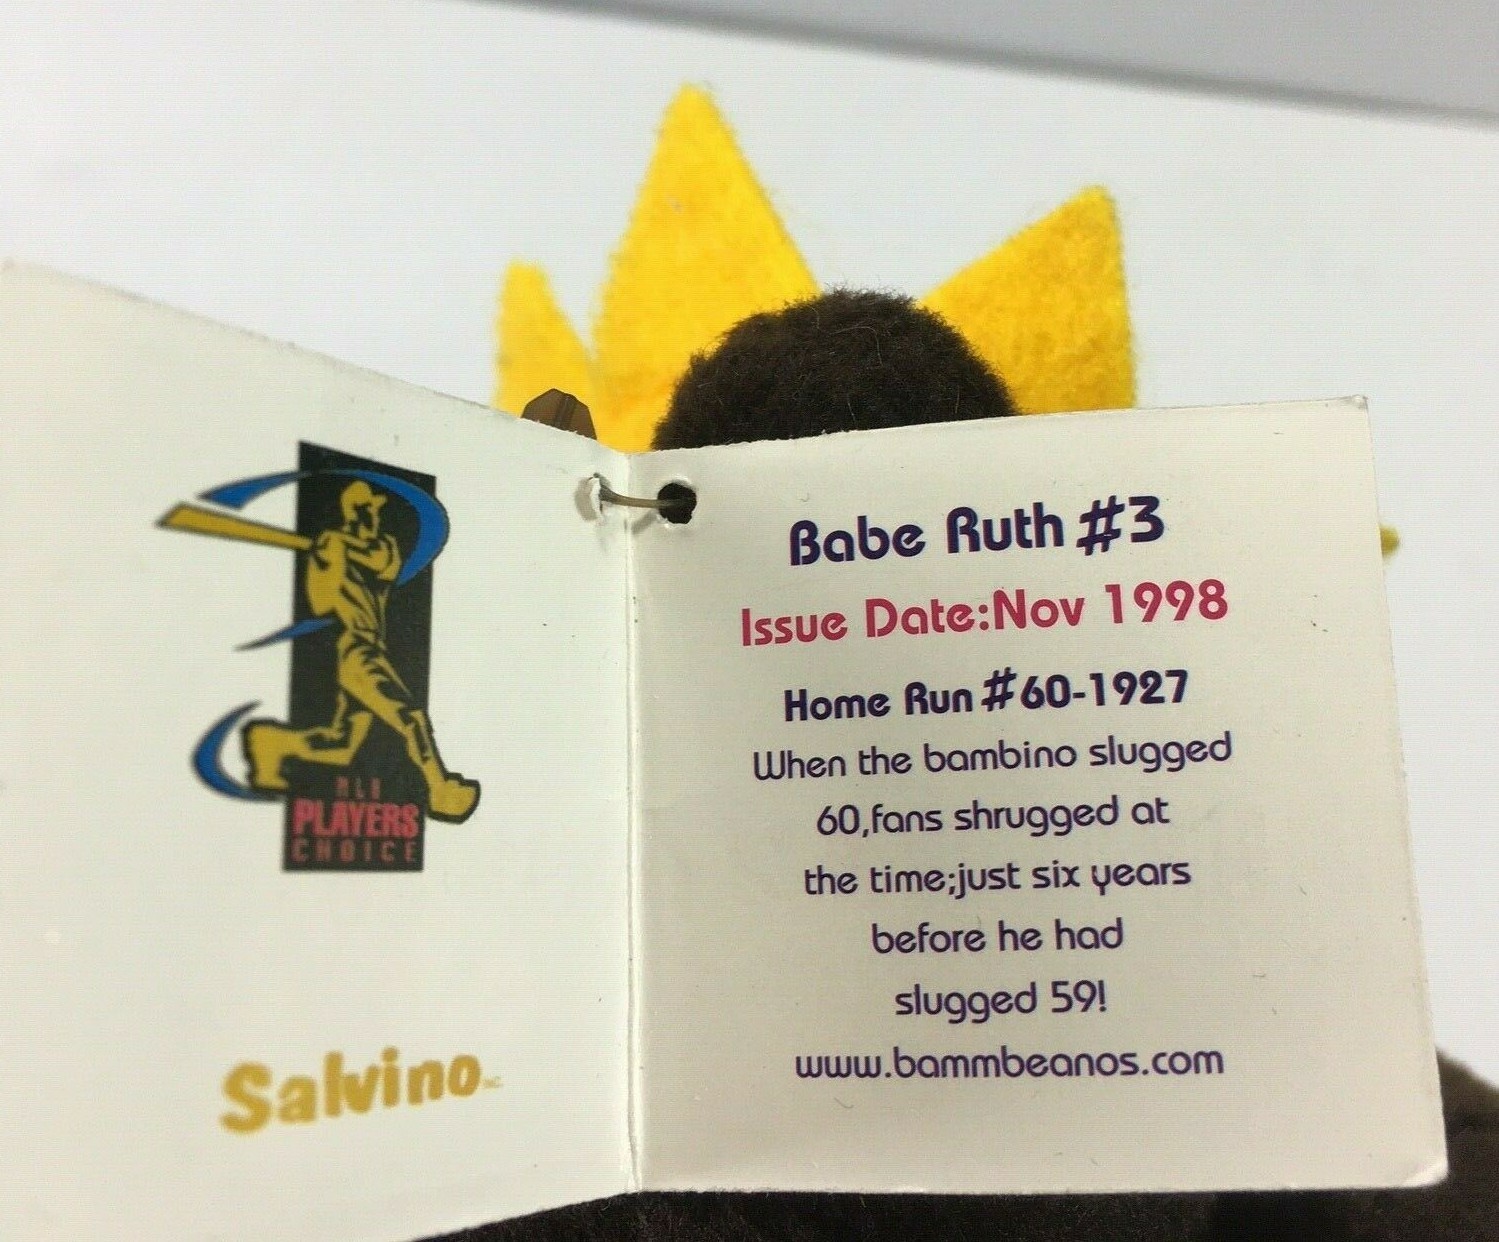 MLB
PLAYERS
CHOICE
Salvino
Babe Ruth #3
Issue Date:Nov 1998
Home Run #60-1927
When the bambino slugged
60,fans shrugged at
the time;just six years
before he had
slugged 59!
www.bammbeanos.com